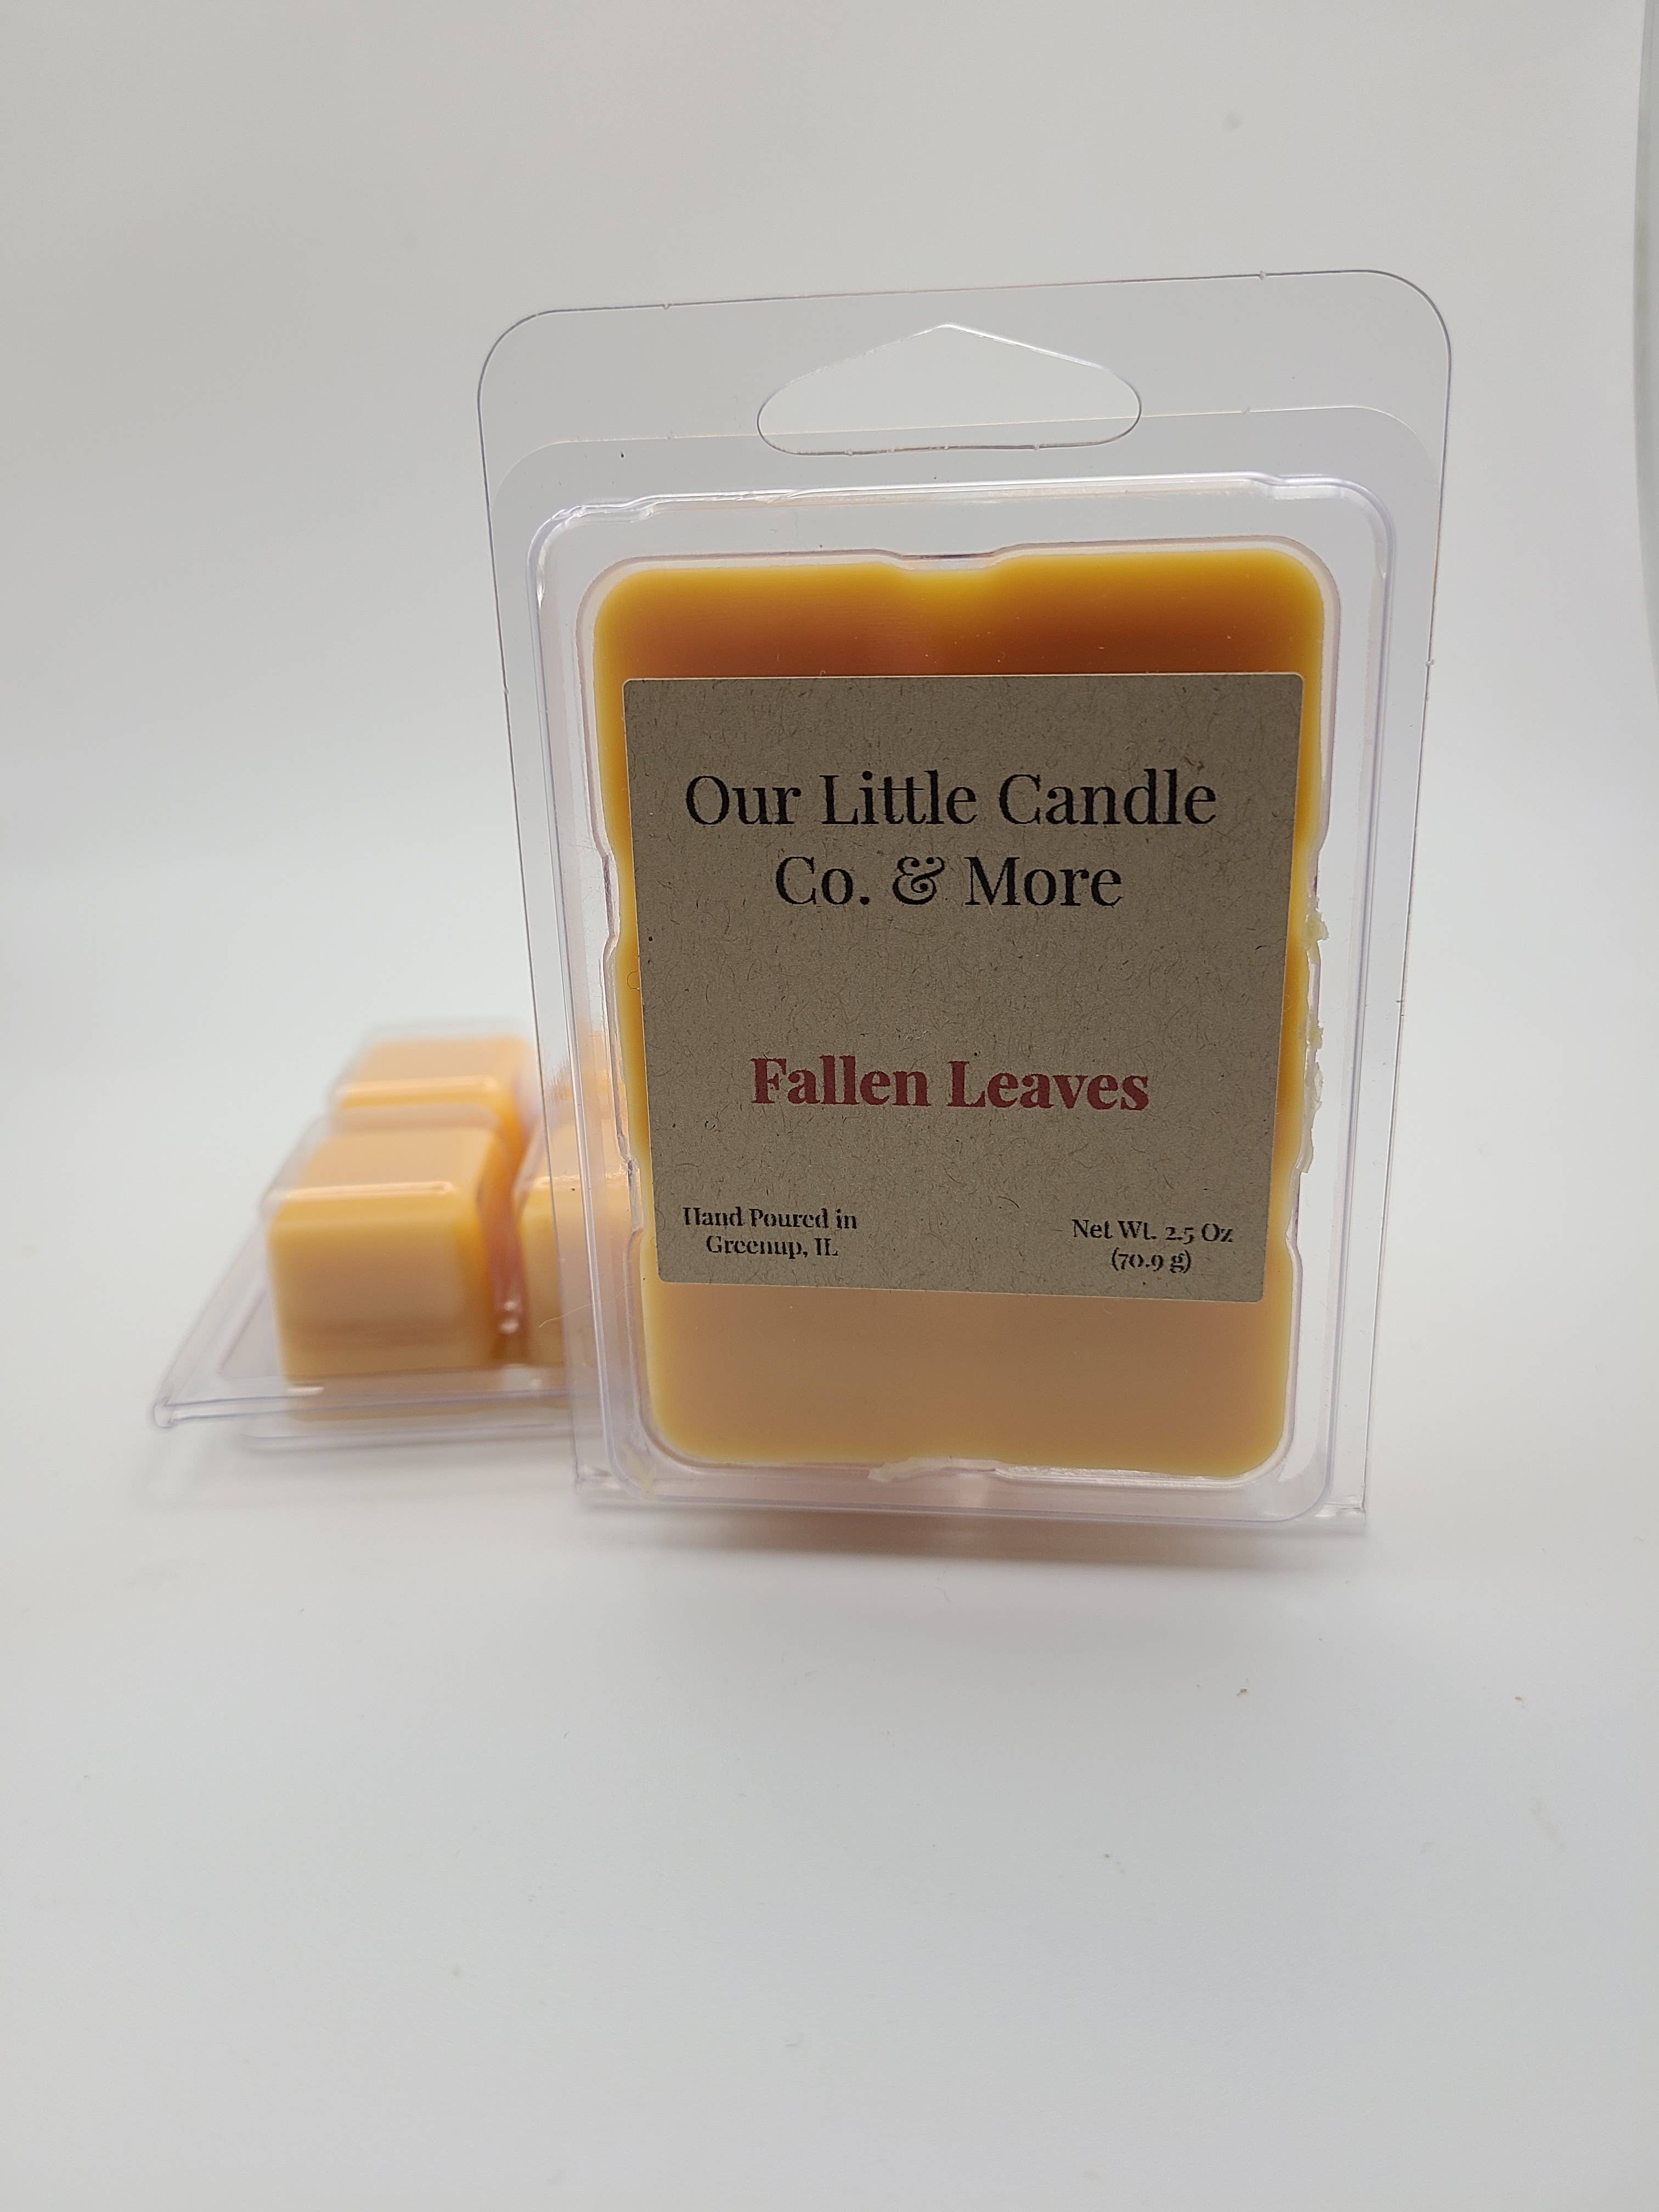 Our Little Candle
Co. & More
Fallen Leaves
Hand Poured in
Greenup, IL
Net Wt. 2.5 Oz
(70.9 g)